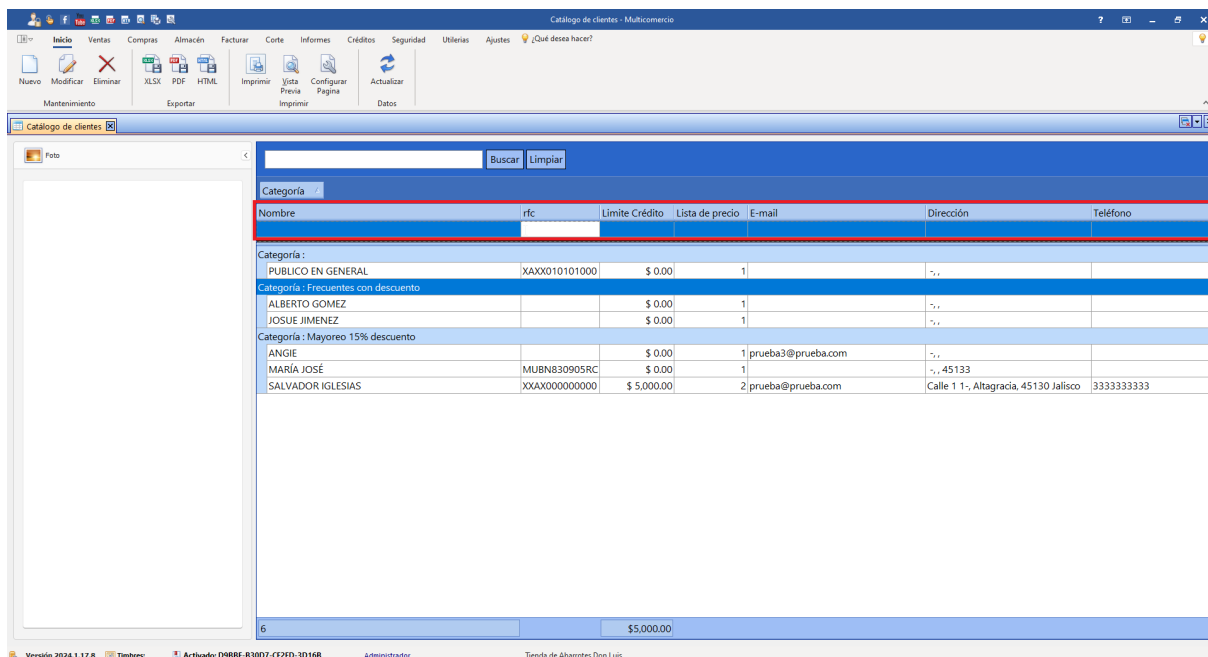 Catálogo de clientes - Multicomercio
Inicio Ventas Compras Almacén Facturar Corte Informes Créditos Seguridad Utilerias Ajustes ¿Qué desea hacer?
Nuevo Modificar Eliminar XLSX PDF HTML Imprimir Vista Previa Configurar Pagina Actualizar
Mantenimiento Exportar Imprimir Datos
Catálogo de clientes
Foto
Buscar Limpiar
Categoría
Nombre rfc Limite Crédito Lista de precio E-mail Dirección Teléfono
Categoría :
PUBLICO EN GENERAL XAXX010101000 $ 0.00 1 -, ,
Categoría : Frecuentes con descuento
ALBERTO GOMEZ $ 0.00 1 -, ,
JOSUE JIMENEZ $ 0.00 1 -, ,
Categoría : Mayoreo 15% descuento
ANGIE $ 0.00 1 prueba3@prueba.com -, ,
MARÍA JOSÉ MUBN830905RC $ 0.00 1 -, , 45133
SALVADOR IGLESIAS XXAX000000000 $ 5,000.00 2 prueba@prueba.com Calle 1 1-, Altagracia, 45130 Jalisco 3333333333
6 $5,000.00
Versión 2024.1.17.8 Timbres: Activado: D9BBE-B30D7-CE2FD-3D16B Administrador Tienda de Abarrotes Don Luis